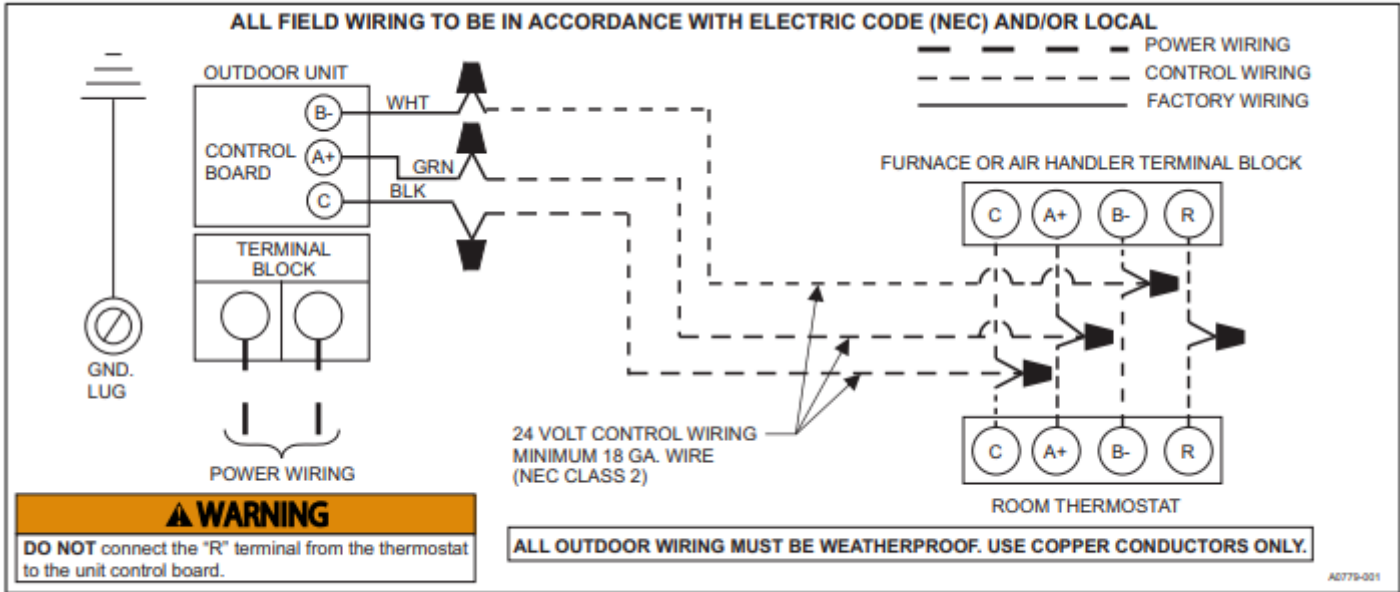 ALL FIELD WIRING TO BE IN ACCORDANCE WITH ELECTRIC CODE (NEC) AND/OR LOCAL
POWER WIRING
CONTROL WIRING
FACTORY WIRING
OUTDOOR UNIT
B-
WHT
CONTROL
BOARD
A+
GRN
C
BLK
TERMINAL
BLOCK
GND.
LUG
POWER WIRING
FURNACE OR AIR HANDLER TERMINAL BLOCK
C A+ B- R
24 VOLT CONTROL WIRING
MINIMUM 18 GA. WIRE
(NEC CLASS 2)
C A+ B- R
ROOM THERMOSTAT
WARNING
DO NOT connect the "R" terminal from the thermostat
to the unit control board.
ALL OUTDOOR WIRING MUST BE WEATHERPROOF. USE COPPER CONDUCTORS ONLY.
A0779-001